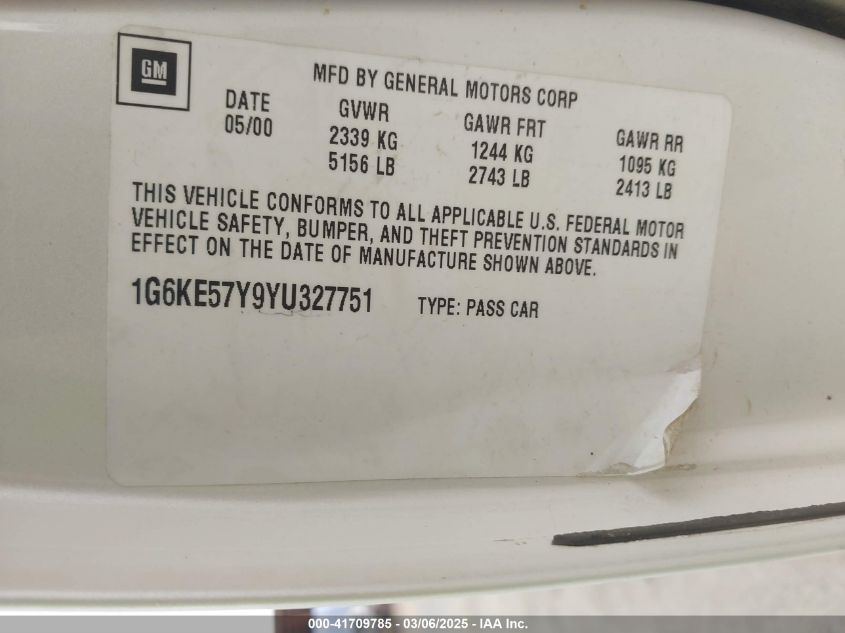 GM
MFD BY GENERAL MOTORS CORP
DATE GVWR GAWR FRT GAWR RR
05/00 2339 KG 1244 KG 1095 KG
5156 LB 2743 LB 2413 LB
THIS VEHICLE CONFORMS TO ALL APPLICABLE U.S. FEDERAL MOTOR
VEHICLE SAFETY, BUMPER, AND THEFT PREVENTION STANDARDS IN
EFFECT ON THE DATE OF MANUFACTURE SHOWN ABOVE.
1G6KE57Y9YU327751 TYPE: PASS CAR
000-41709785 - 03/06/2025 - IAA Inc.